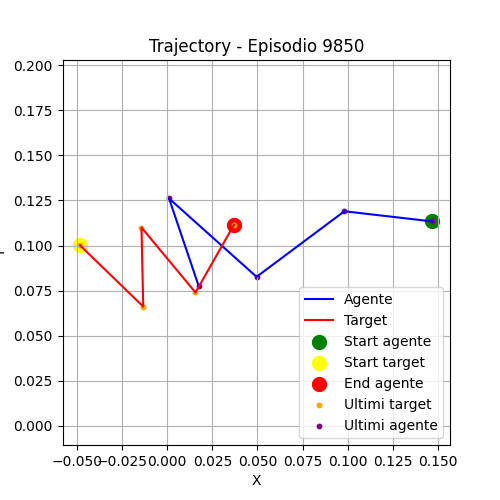 Trajectory - Episodio 9850
0.200
0.175
0.150
0.125
0.100
0.075
0.050
0.025
0.000
Agente
Target
Start agente
Start target
End agente
Ultimi target
Ultimi agente
−0.050 −0.025 0.000 0.025 0.050 0.075 0.100 0.125 0.150
X